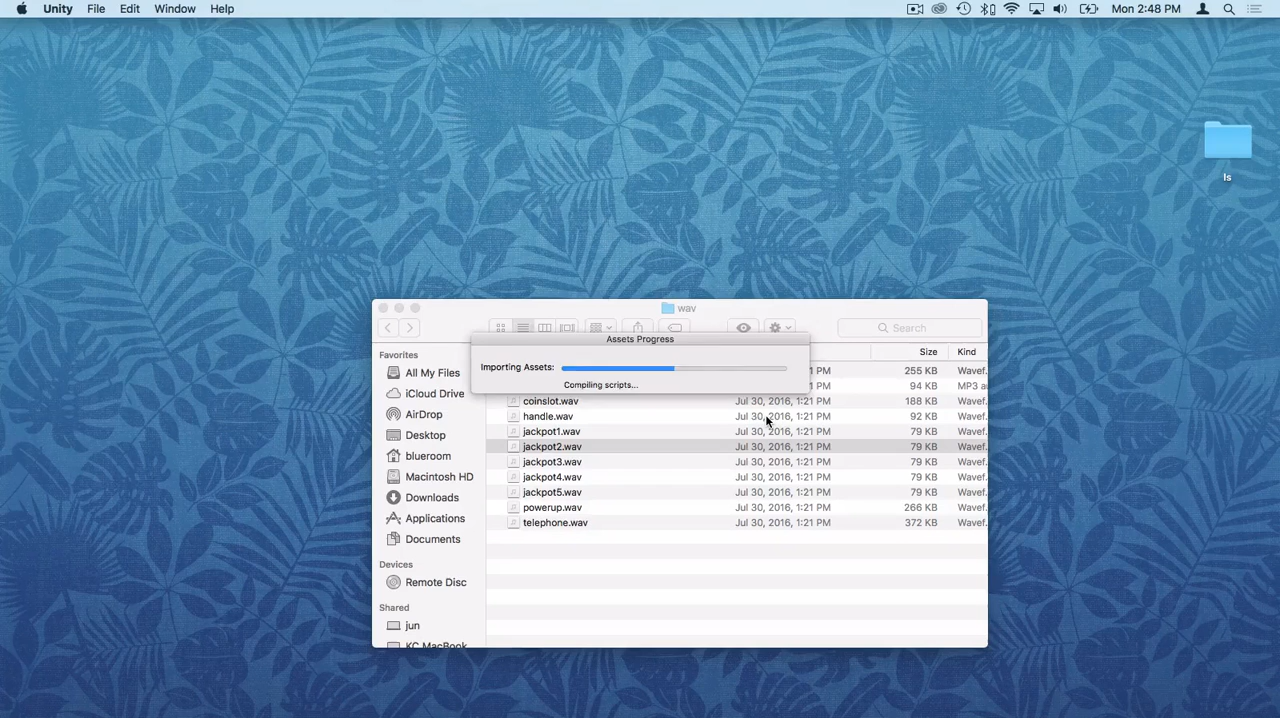 Unity File Edit Window Help Mon 2:48 PM
ls
wav
Search
Assets Progress
Importing Assets:
Compiling scripts...
Favorites
All My Files
iCloud Drive
AirDrop
Desktop
blueroom
Macintosh HD
Downloads
Applications
Documents
Devices
Remote Disc
Shared
jun
KC MacBook
Size Kind
PM 255 KB Wavef.
PM 94 KB MP3 a
coinslot.wav Jul 30, 2016, 1:21 PM 188 KB Wavef.
handle.wav Jul 30, 2016, 1:21 PM 92 KB Wavef.
jackpot1.wav Jul 30, 2016, 1:21 PM 79 KB Wavef.
jackpot2.wav Jul 30, 2016, 1:21 PM 79 KB Wavef.
jackpot3.wav Jul 30, 2016, 1:21 PM 79 KB Wavef.
jackpot4.wav Jul 30, 2016, 1:21 PM 79 KB Wavef.
jackpot5.wav Jul 30, 2016, 1:21 PM 79 KB Wavef.
powerup.wav Jul 30, 2016, 1:21 PM 266 KB Wavef.
telephone.wav Jul 30, 2016, 1:21 PM 372 KB Wavef.